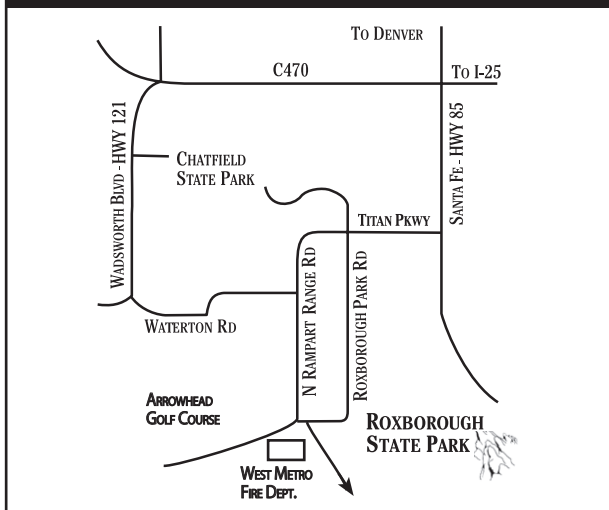 To Denver
C470
To I-25
Wadsworth Blvd - Hwy 121
Santa Fe - Hwy 85
Chatfield
State Park
Titan Pkwy
N Rampart Range Rd
Roxborough Park Rd
Waterton Rd
Arrowhead
Golf Course
Roxborough
State Park
West Metro
Fire Dept.